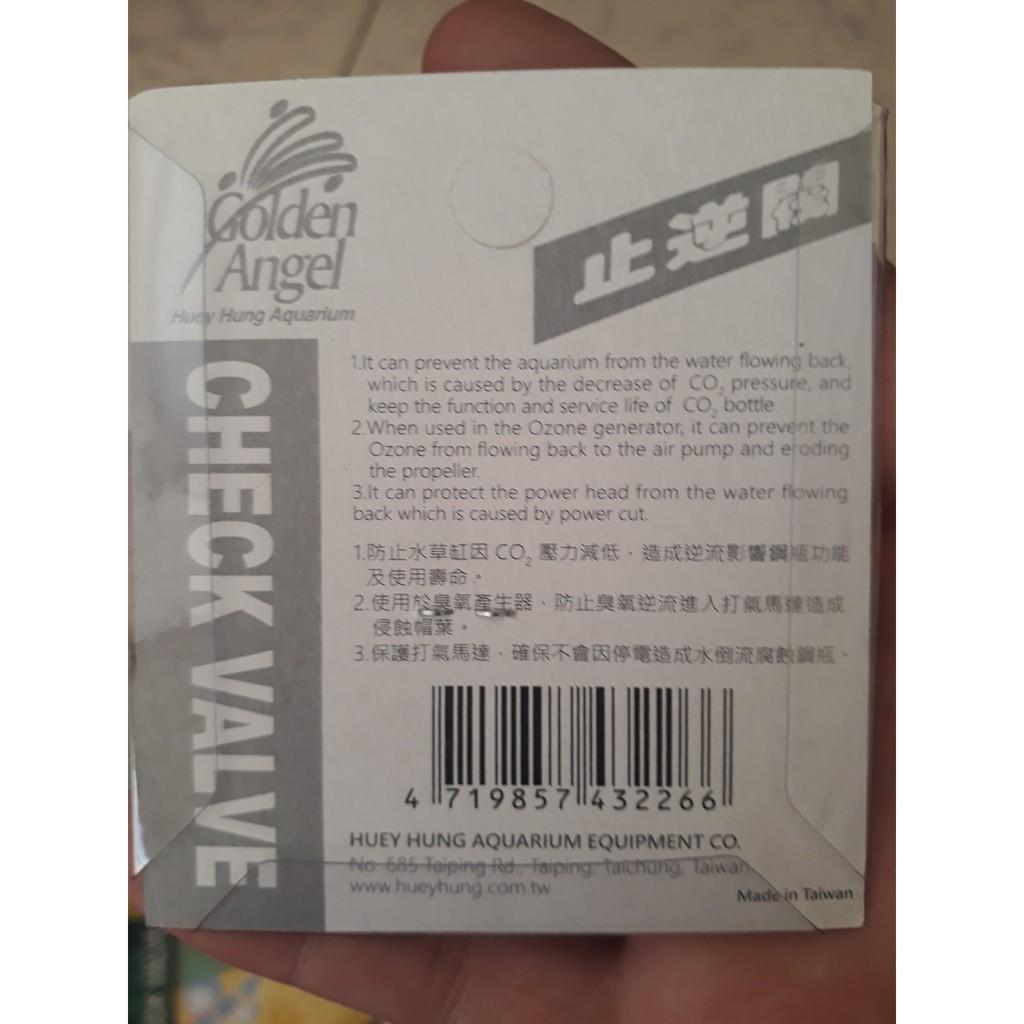 Golden
Angel
Huey Hung Aquarium
止逆閥
CHECK VALVE
1.It can prevent the aquarium from the water flowing back,
which is caused by the decrease of CO₂ pressure, and
keep the function and service life of CO₂ bottle.
2.When used in the Ozone generator, it can prevent the
Ozone from flowing back to the air pump and eroding
the propeller.
3.It can protect the power head from the water flowing
back which is caused by power cut.
1.防止水草缸因 CO₂ 壓力減低、造成逆流影響鋼瓶功能
及使用壽命。
2.使用於臭氧產生器、防止臭氧逆流進入打氣馬達造成
侵蝕帽葉。
3.保護打氣馬達、確保不會因停電造成水倒流腐蝕鋼瓶。
4 719857 432266
HUEY HUNG AQUARIUM EQUIPMENT CO.
No. 685 Taiping Rd., Taiping, Taichung, Taiwan
www.hueyhung.com.tw
Made in Taiwan